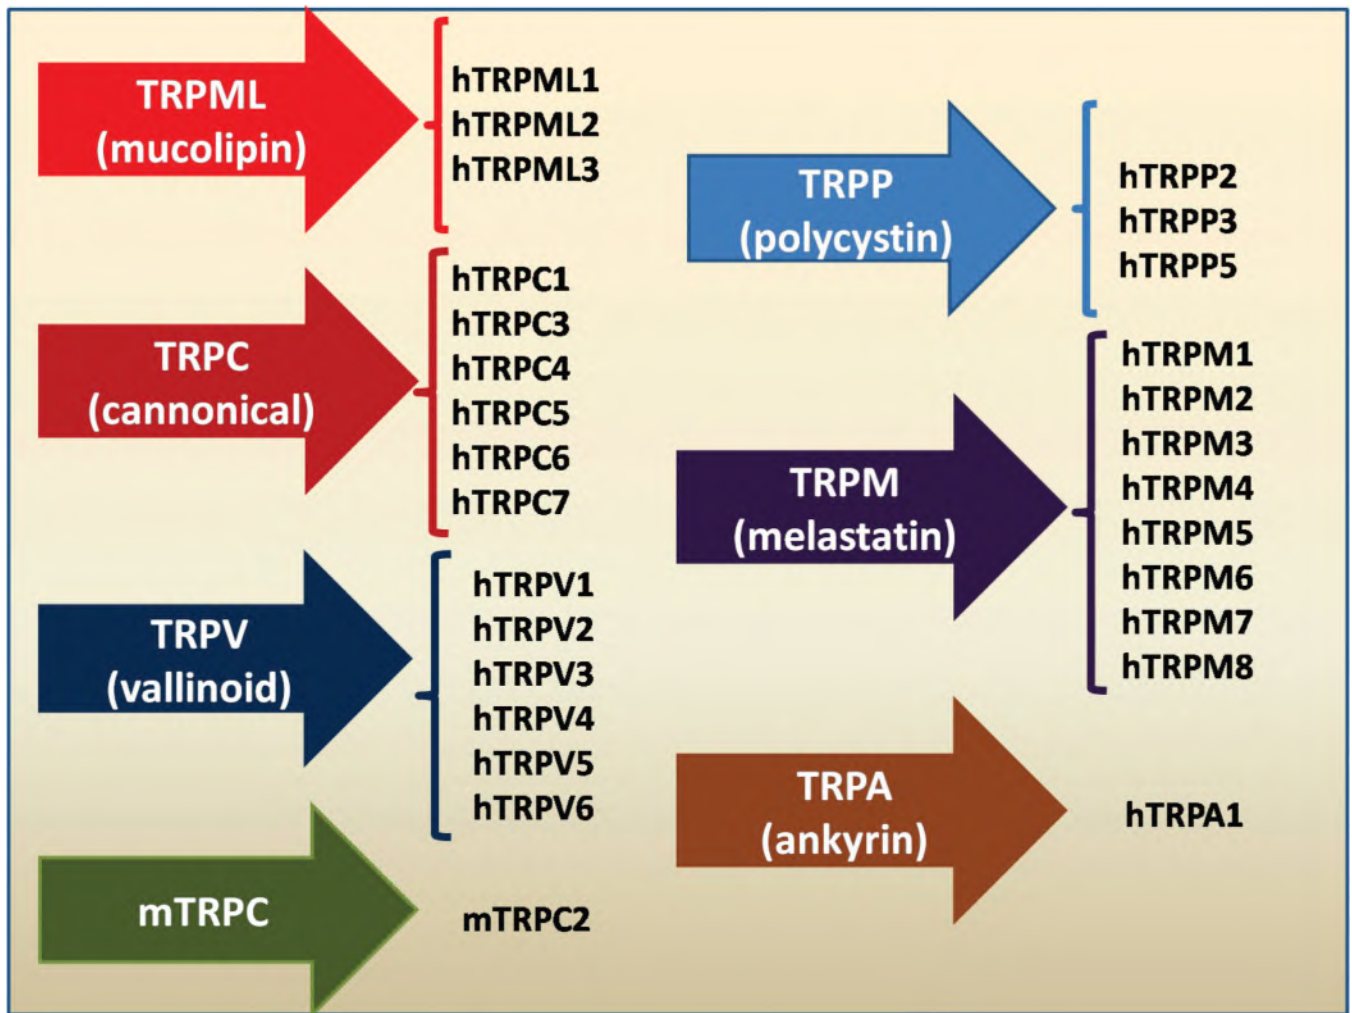 TRPML
(mucolipin)
hTRPML1
hTRPML2
hTRPML3
TRPC
(cannonical)
hTRPC1
hTRPC3
hTRPC4
hTRPC5
hTRPC6
hTRPC7
TRPV
(vallinoid)
hTRPV1
hTRPV2
hTRPV3
hTRPV4
hTRPV5
hTRPV6
mTRPC
mTRPC2
TRPP
(polycystin)
hTRPP2
hTRPP3
hTRPP5
TRPM
(melastatin)
hTRPM1
hTRPM2
hTRPM3
hTRPM4
hTRPM5
hTRPM6
hTRPM7
hTRPM8
TRPA
(ankyrin)
hTRPA1